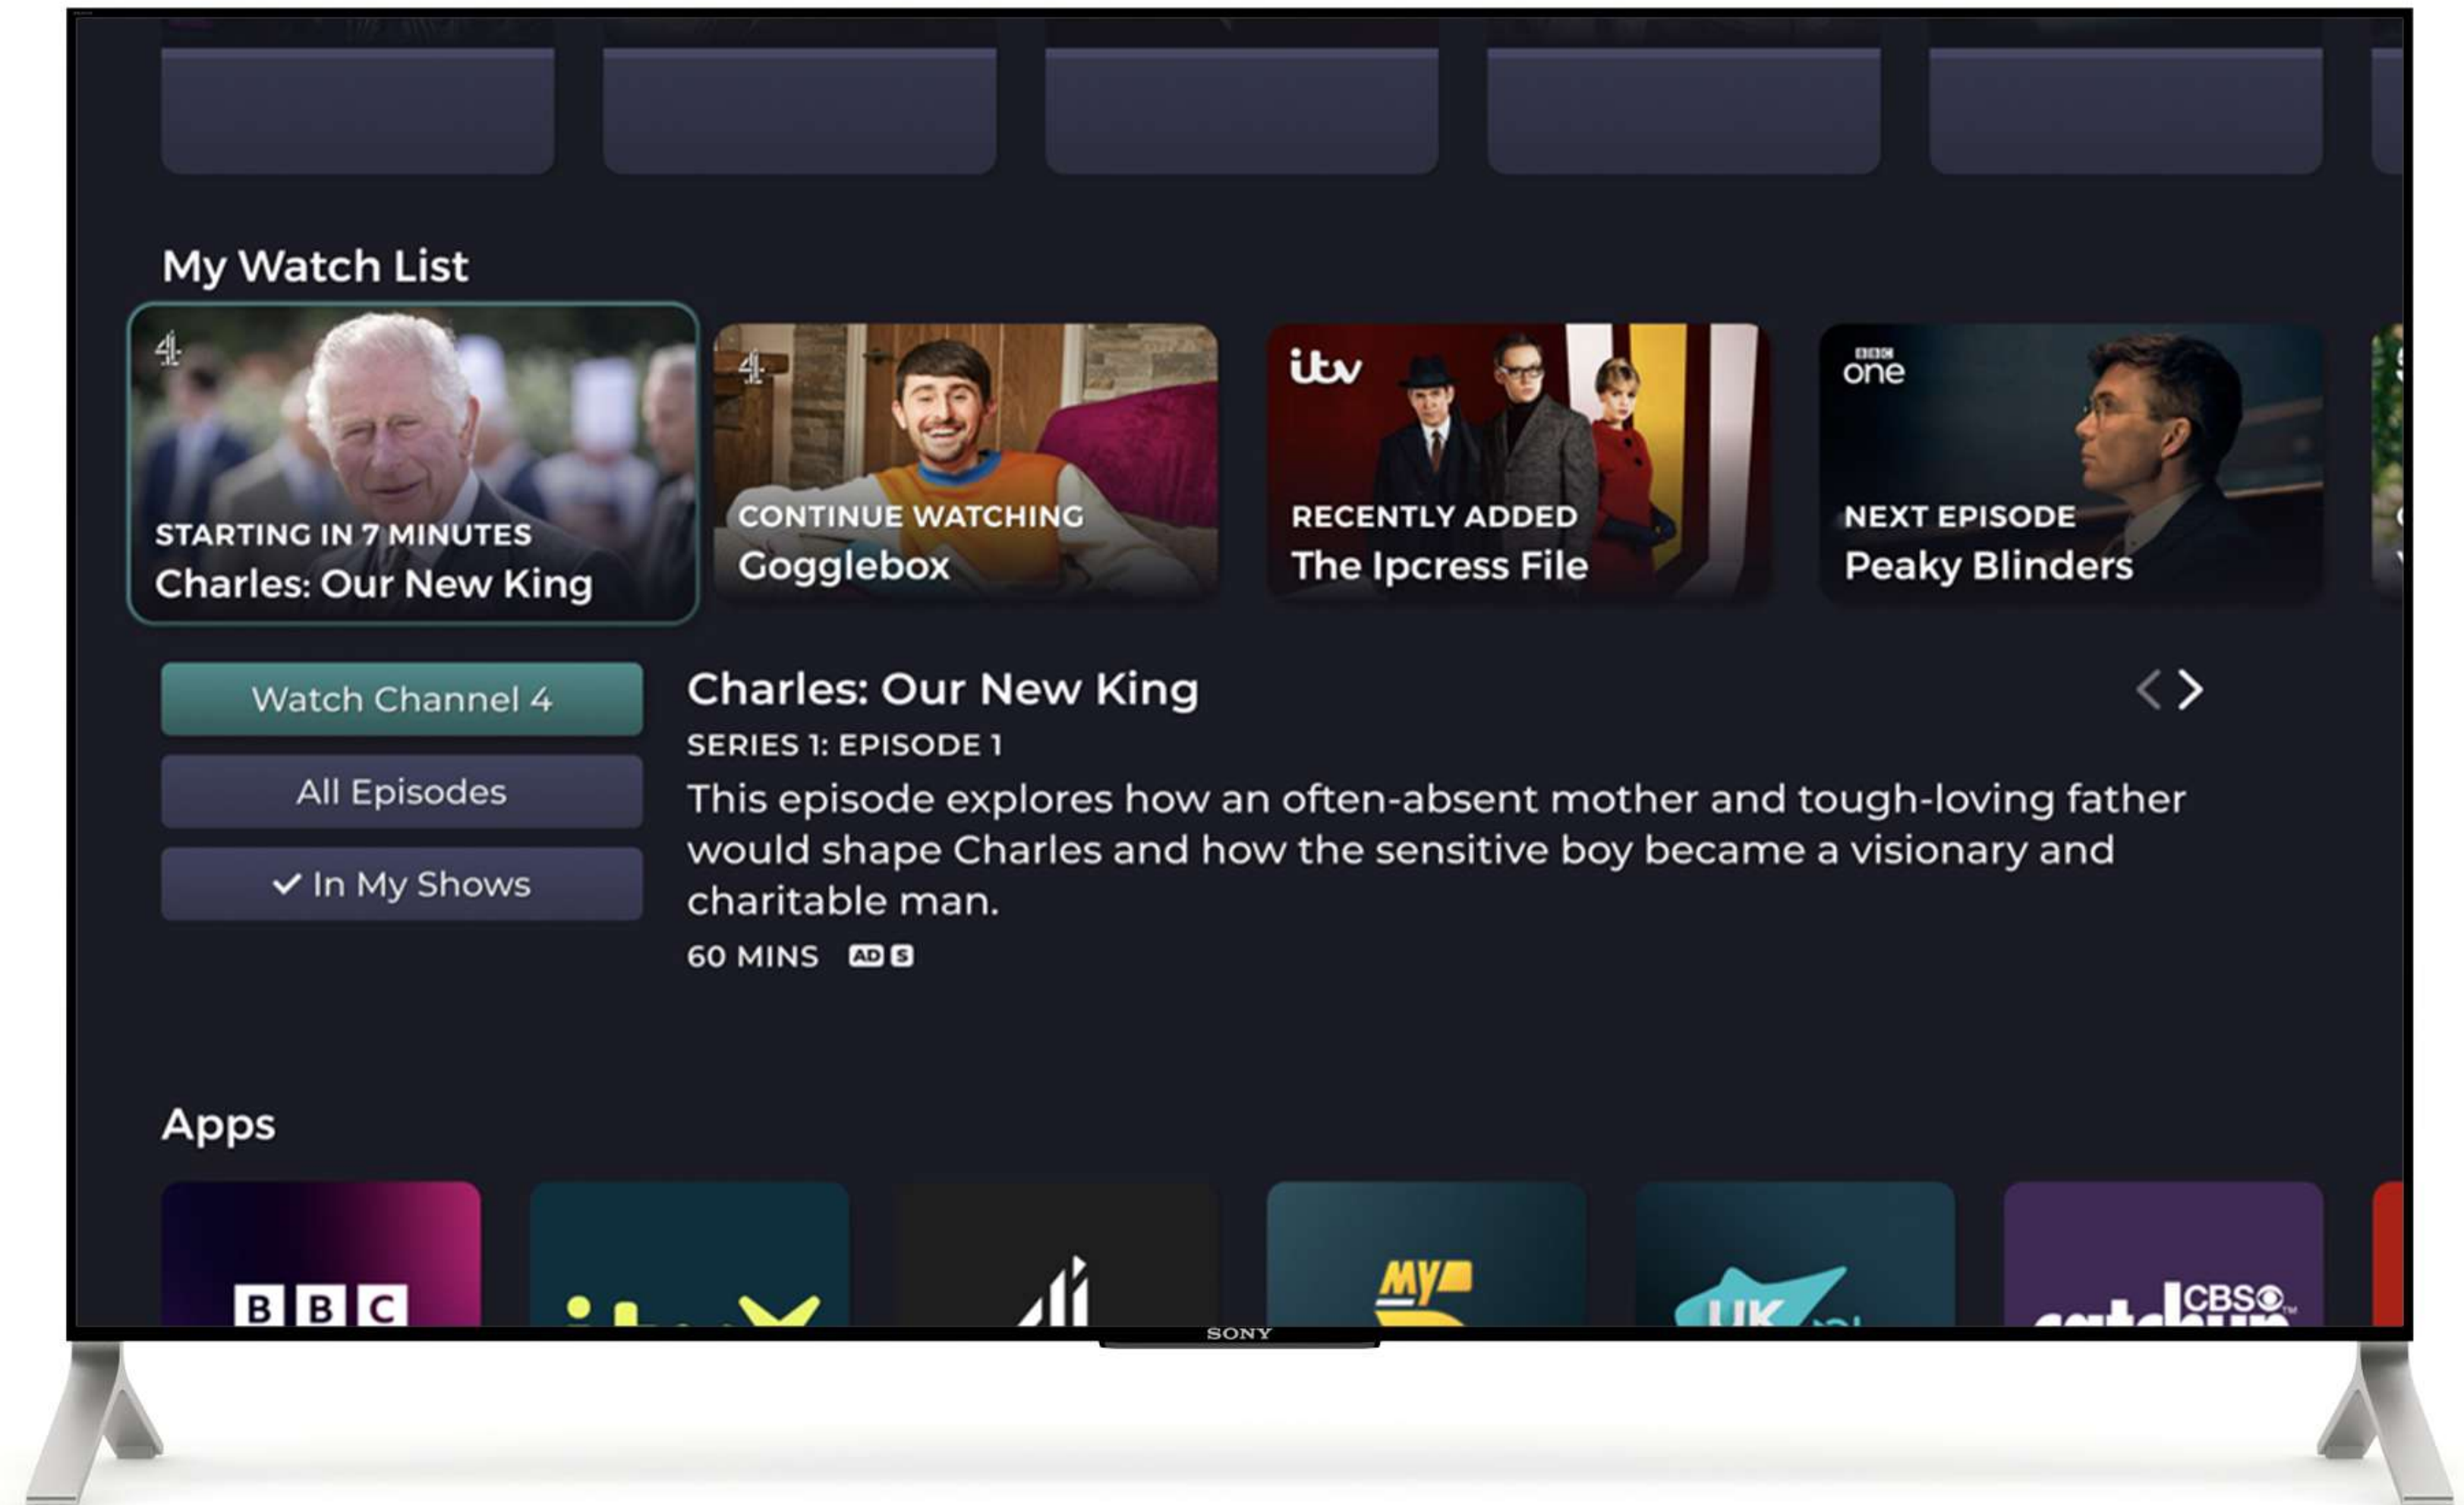 My Watch List
4
STARTING IN 7 MINUTES
Charles: Our New King
4
CONTINUE WATCHING
Gogglebox
itv
RECENTLY ADDED
The Ipcress File
BBC
one
NEXT EPISODE
Peaky Blinders
Watch Channel 4
All Episodes
✓ In My Shows
Charles: Our New King
SERIES 1: EPISODE 1
This episode explores how an often-absent mother and tough-loving father
would shape Charles and how the sensitive boy became a visionary and
charitable man.
60 MINS AD S
Apps
BBC
itvX
4
MY5
UK
CBS
catchup
SONY